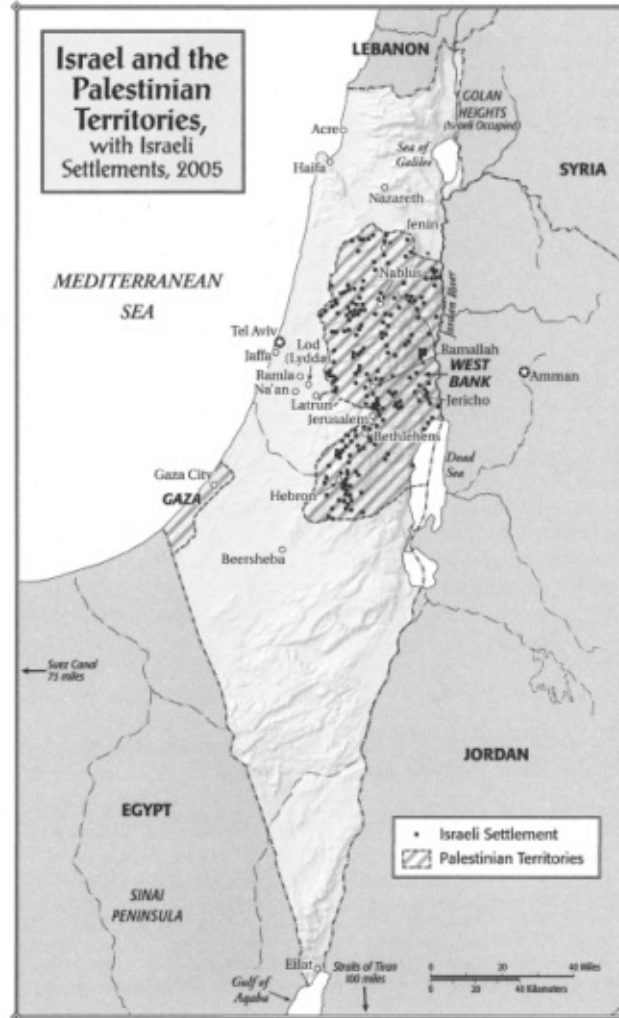 Israel and the
Palestinian
Territories,
with Israeli
Settlements, 2005
LEBANON
GOLAN
HEIGHTS
(Israeli Occupied)
Acre
Sea of
Galilee
Haifa
SYRIA
Nazareth
Jenin
MEDITERRANEAN
SEA
Nablus
Jordan River
Tel Aviv
Jaffa
Lod
(Lydda)
Ramallah
WEST
BANK
Ramla
Na'an
Amman
Latrun
Jericho
Jerusalem
Bethlehem
Dead
Sea
Gaza City
GAZA
Hebron
Beersheba
Suez Canal
75 miles
JORDAN
EGYPT
Israeli Settlement
Palestinian Territories
SINAI
PENINSULA
Eilat
Straits of Tiran
100 miles
Gulf of
Aqaba
0 20 40 Miles
0 20 40 Kilometers